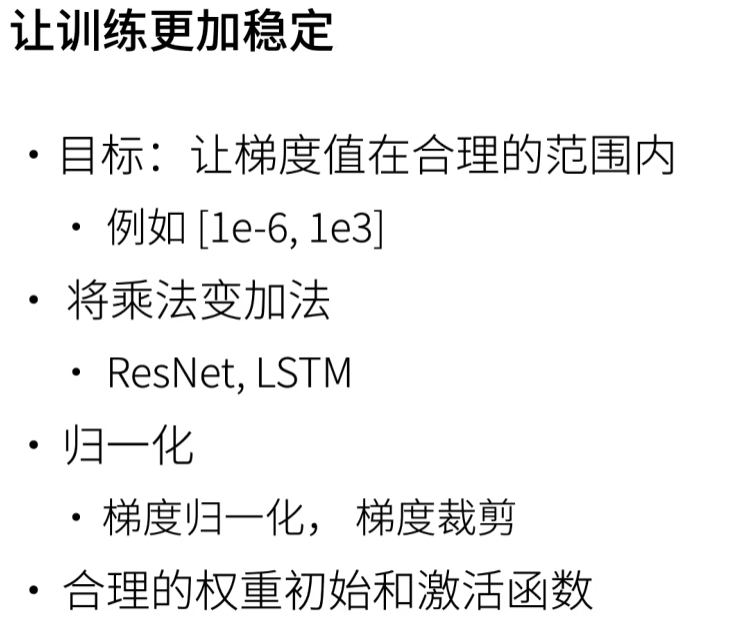 让训练更加稳定
• 目标：让梯度值在合理的范围内
• 例如 [1e-6, 1e3]
• 将乘法变加法
• ResNet, LSTM
• 归一化
• 梯度归一化， 梯度裁剪
• 合理的权重初始和激活函数